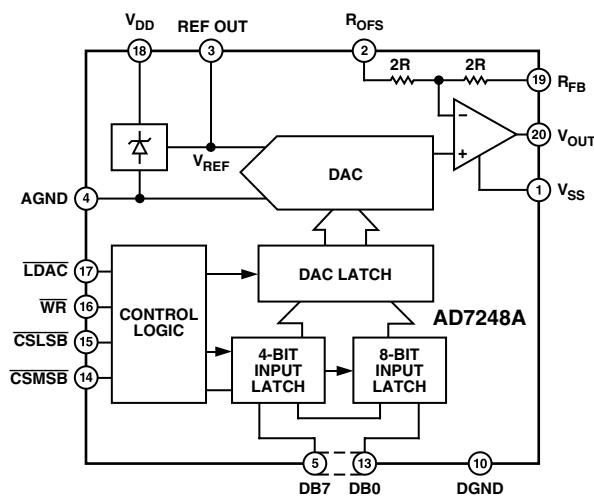 VDD
REF OUT
ROFS
18
3
2
2R
2R
19
RFB
−
20
VOUT
VREF
+
DAC
AGND
4
1
VSS
LDAC
17
DAC LATCH
WR
16
CONTROL
LOGIC
AD7248A
CSLSB
15
4-BIT
INPUT
LATCH
8-BIT
INPUT
LATCH
CSMSB
14
5
13
10
DB7
DB0
DGND